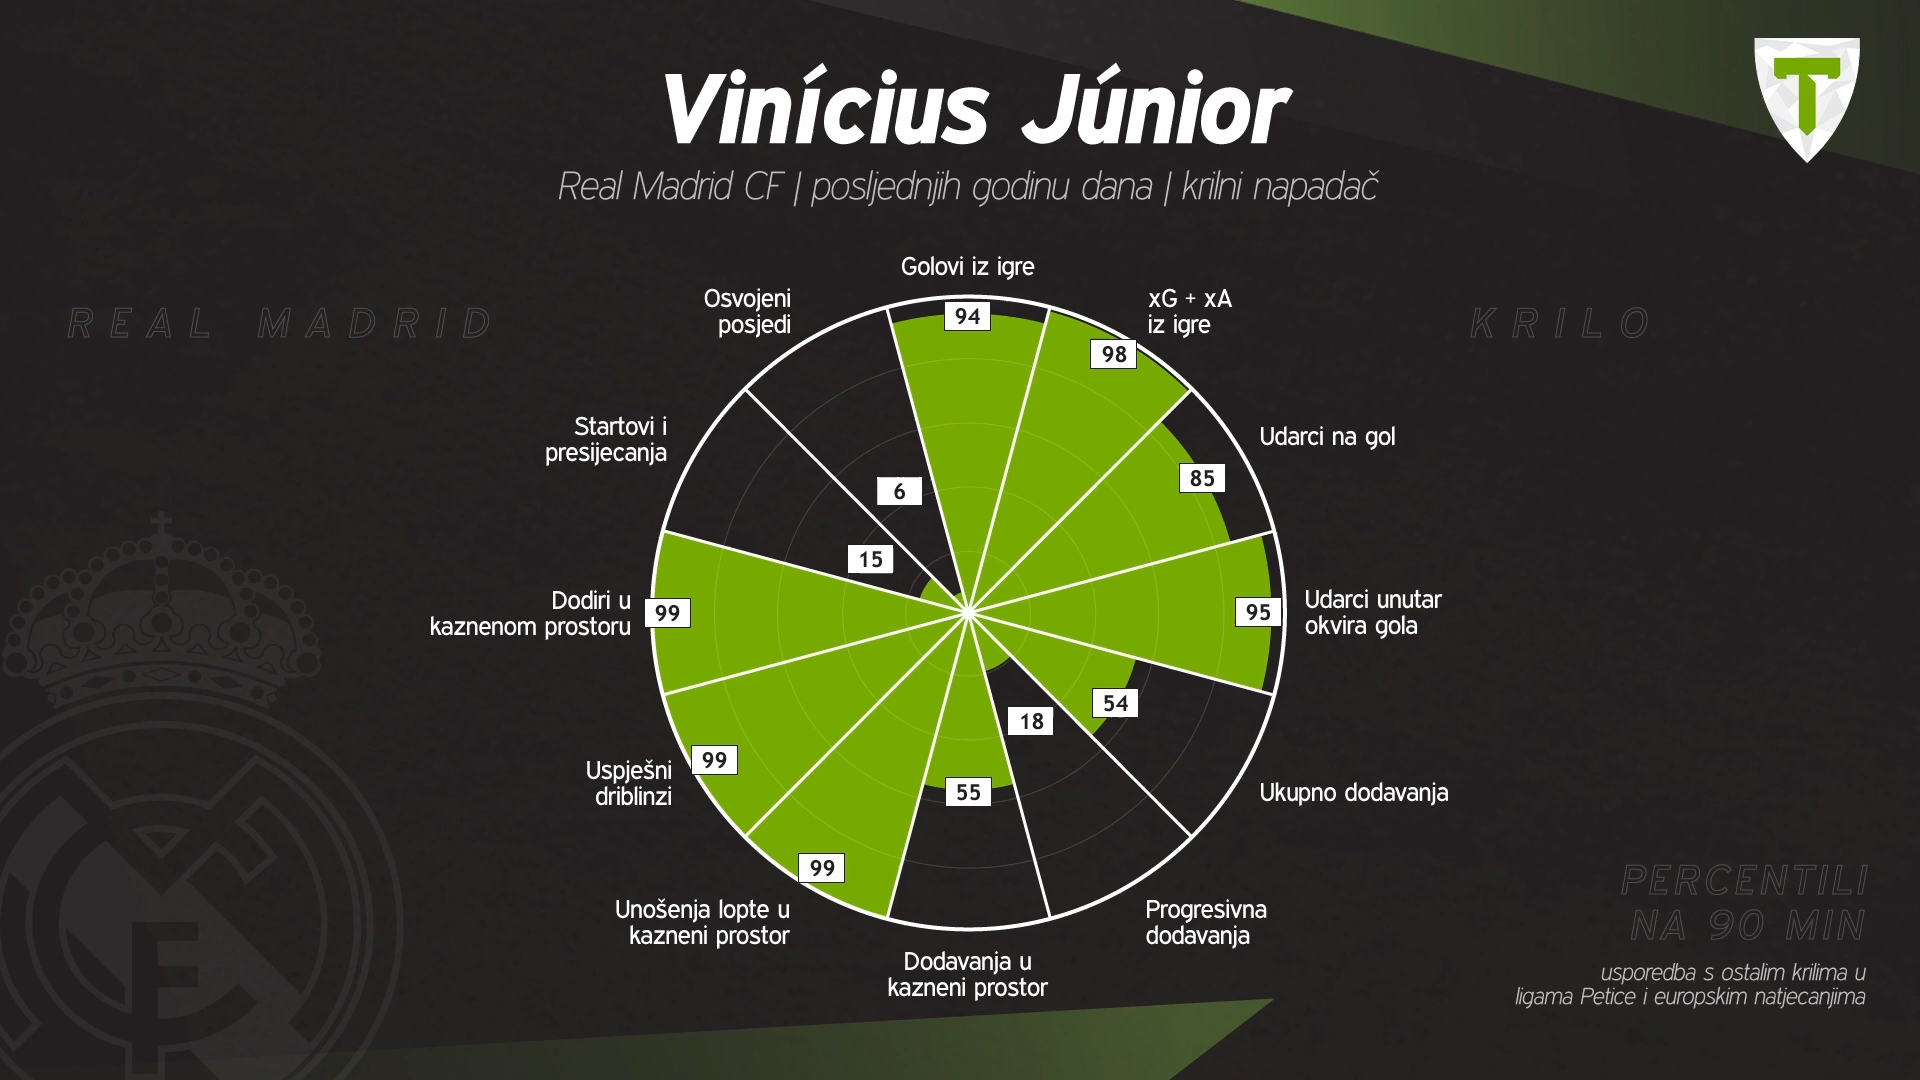 Vinícius Júnior
Real Madrid CF | posljednjih godinu dana | krilni napadač
T
REAL MADRID
KRILO
Golovi iz igre
94
xG + xA
iz igre
98
Udarci na gol
85
Udarci unutar
okvira gola
95
Ukupno dodavanja
54
Progresivna
dodavanja
18
Dodavanja u
kazneni prostor
55
Unošenja lopte u
kazneni prostor
99
Uspješni
driblinzi
99
Dodiri u
kaznenom prostoru
99
Startovi i
presijecanja
15
Osvojeni
posjedi
6
PERCENTILI
NA 90 MIN
usporedba s ostalim krilima u
ligama Petice i europskim natjecanjima